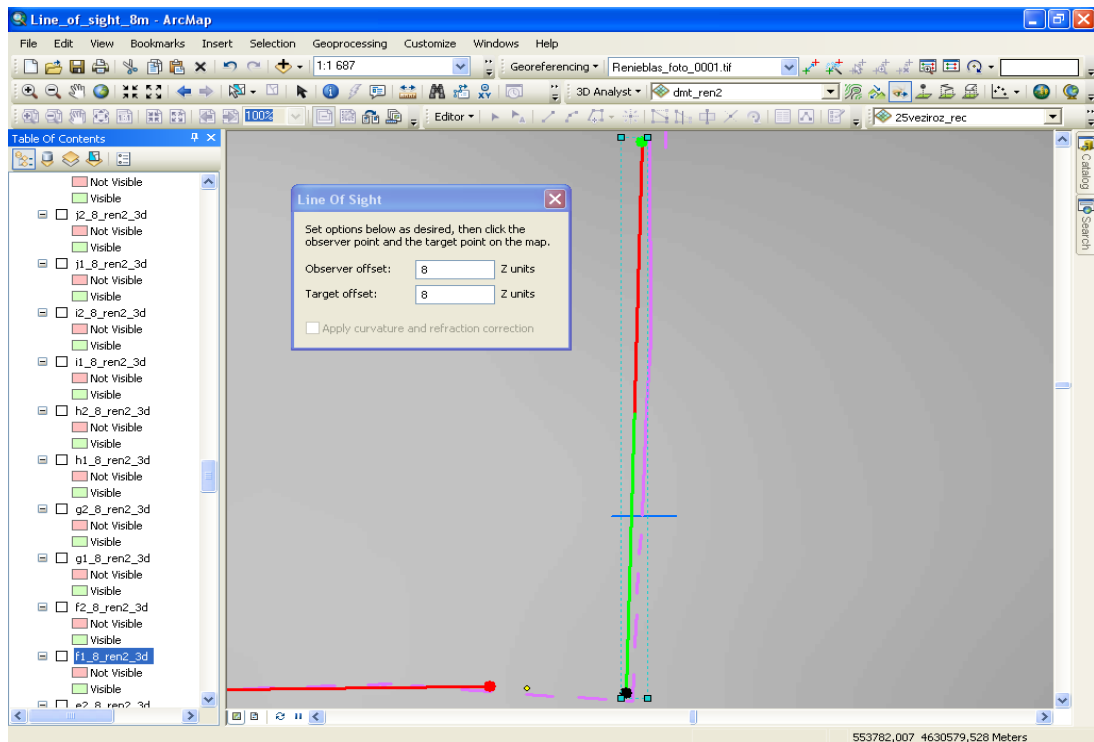 Line_of_sight_8m - ArcMap
File Edit View Bookmarks Insert Selection Geoprocessing Customize Windows Help
1:1 687 Georeferencing Renieblas_foto_0001.tif
3D Analyst dmt_ren2
100% Editor 25veziroz_rec
Table Of Contents
Not Visible
Visible
j2_8_ren2_3d
Not Visible
Visible
j1_8_ren2_3d
Not Visible
Visible
i2_8_ren2_3d
Not Visible
Visible
i1_8_ren2_3d
Not Visible
Visible
h2_8_ren2_3d
Not Visible
Visible
h1_8_ren2_3d
Not Visible
Visible
g2_8_ren2_3d
Not Visible
Visible
g1_8_ren2_3d
Not Visible
Visible
f2_8_ren2_3d
Not Visible
Visible
f1_8_ren2_3d
Not Visible
Visible
e2_8_ren2_3d
Line Of Sight
Set options below as desired, then click the
observer point and the target point on the map.
Observer offset: 8 Z units
Target offset: 8 Z units
Apply curvature and refraction correction
Catalog
Search
553782,007 4630579,528 Meters